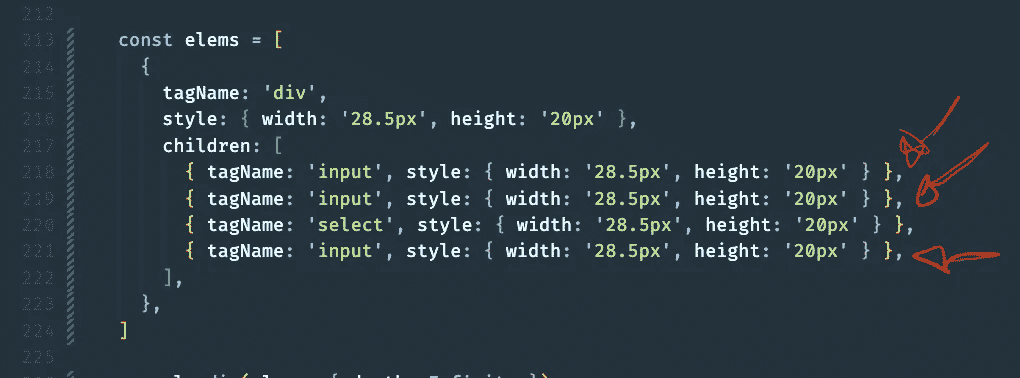 212
213 const elems = [
214 {
215 tagName: 'div',
216 style: { width: '28.5px', height: '20px' },
217 children: [
218 { tagName: 'input', style: { width: '28.5px', height: '20px' } },
219 { tagName: 'input', style: { width: '28.5px', height: '20px' } },
220 { tagName: 'select', style: { width: '28.5px', height: '20px' } },
221 { tagName: 'input', style: { width: '28.5px', height: '20px' } },
222 ],
223 },
224 ]
225